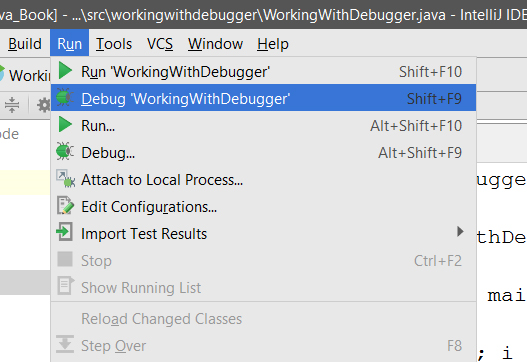 va_Book] - ...\src\workingwithdebugger\WorkingWithDebugger.java - IntelliJ IDE
Build Run Tools VCS Window Help
Workin
Run 'WorkingWithDebugger' Shift+F10
Debug 'WorkingWithDebugger' Shift+F9
ode
Run... Alt+Shift+F10
Debug... Alt+Shift+F9
Attach to Local Process...
ugge
Edit Configurations...
Import Test Results
thDe
Stop Ctrl+F2
Show Running List
mai
Reload Changed Classes
Step Over F8
; i